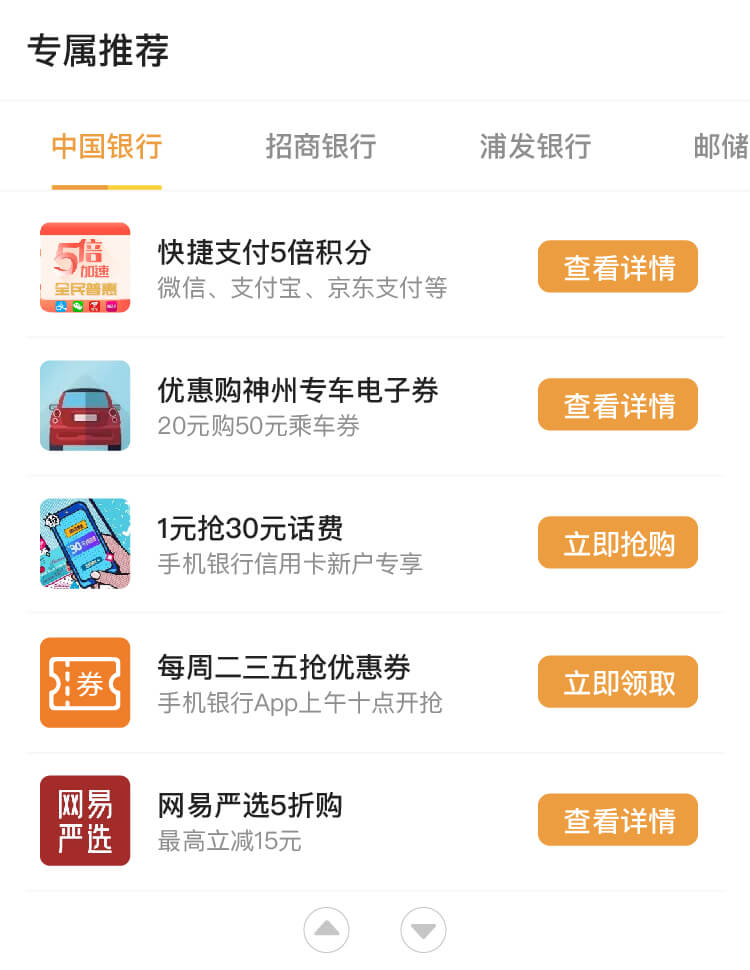 专属推荐
中国银行 招商银行 浦发银行 邮储
5倍
加速
全民普惠
快捷支付5倍积分
微信、支付宝、京东支付等
查看详情
优惠购神州专车电子券
20元购50元乘车券
查看详情
1元抢30元话费
手机银行信用卡新户专享
立即抢购
券
每周二三五抢优惠券
手机银行App上午十点开抢
立即领取
网易
严选
网易严选5折购
最高立减15元
查看详情